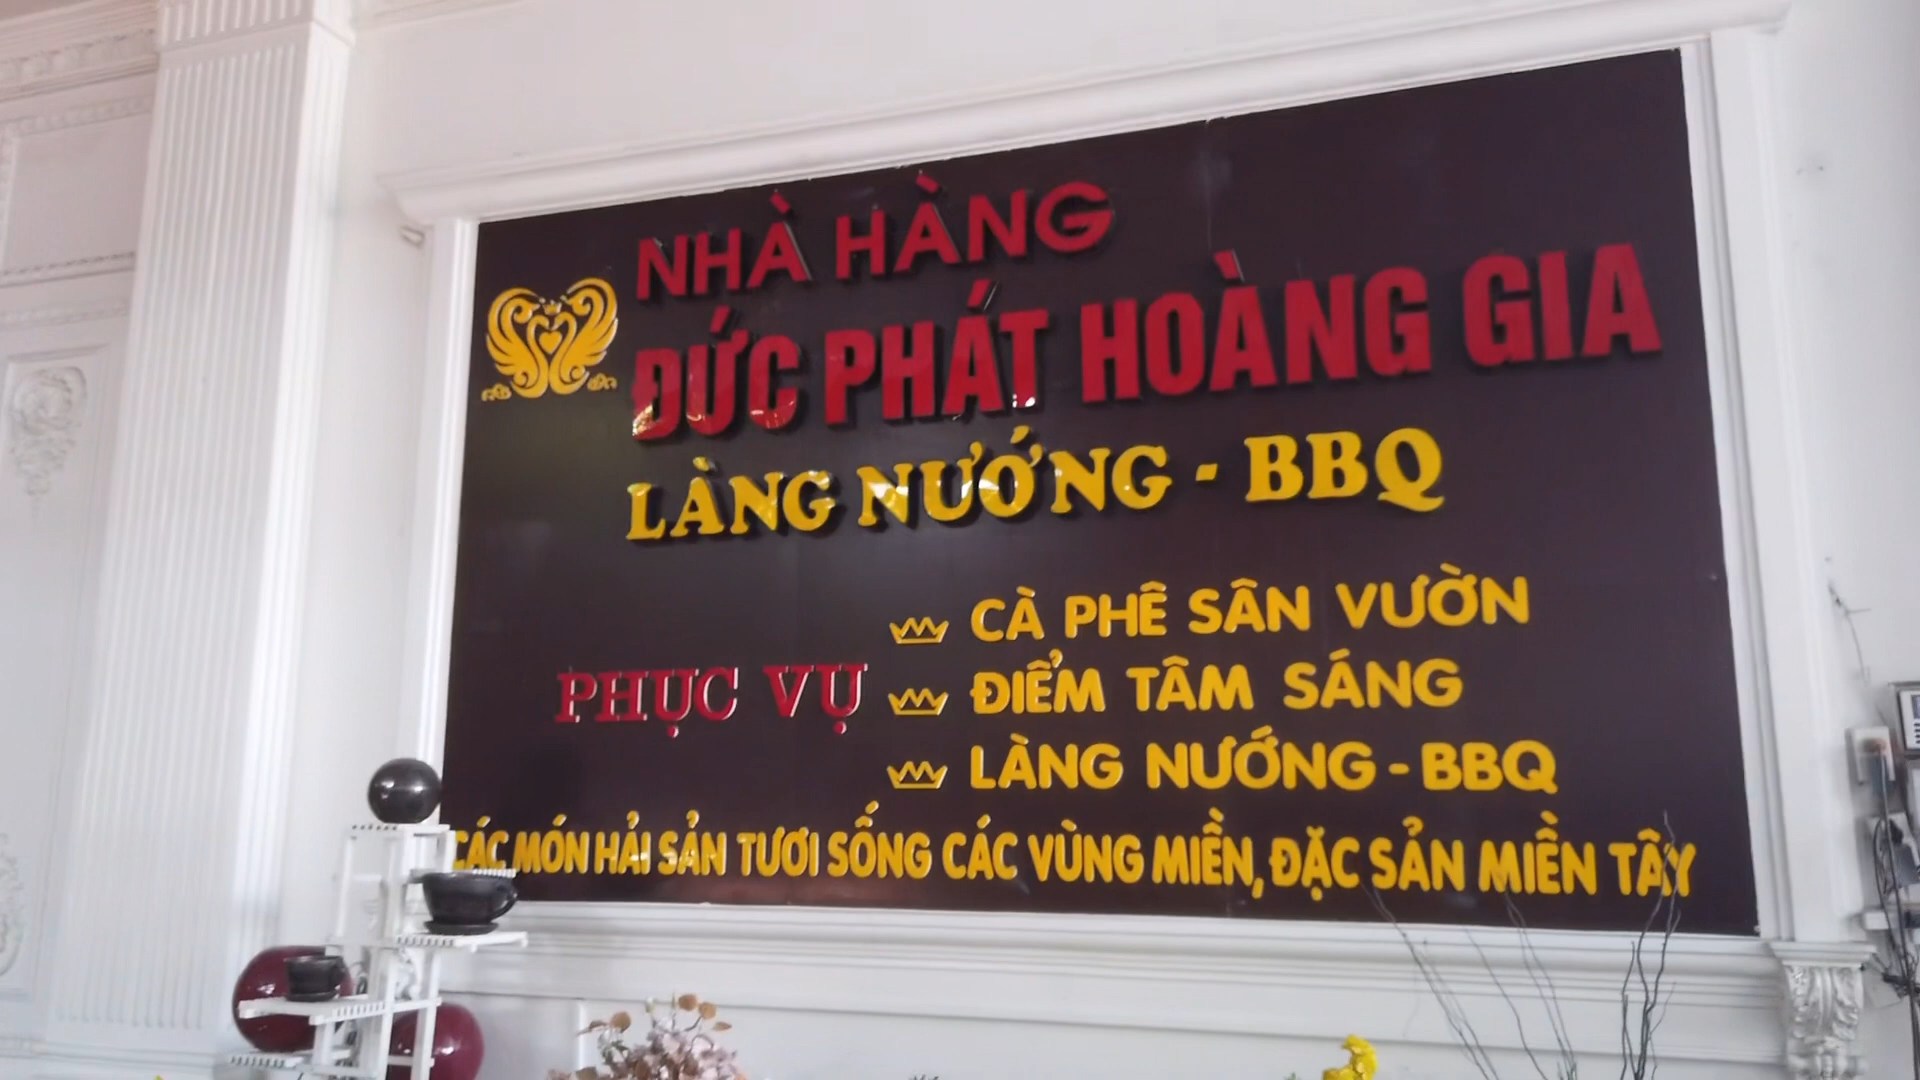 NHÀ HÀNG
ĐỨC PHÁT HOÀNG GIA
LÀNG NƯỚNG - BBQ
PHỤC VỤ
CÀ PHÊ SÂN VƯỜN
ĐIỂM TÂM SÁNG
LÀNG NƯỚNG - BBQ
CÁC MÓN HẢI SẢN TƯƠI SỐNG CÁC VÙNG MIỀN, ĐẶC SẢN MIỀN TÂY